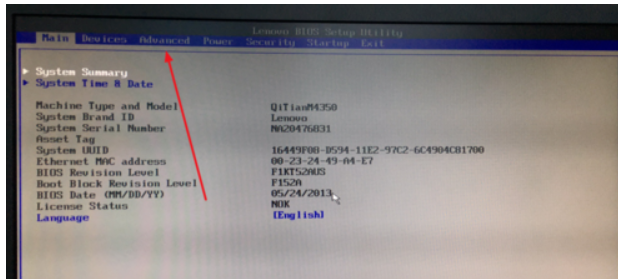 Lenovo BIOS Setup Utility
Main Devices Advanced Power Security Startup Exit
System Summary
System Time & Date
Machine Type and Model QiTianM4350
System Brand ID Lenovo
System Serial Number NA20476831
Asset Tag
System UUID 16449F08-D594-11E2-97C2-6C4904CB1700
Ethernet MAC address 00-23-24-49-A4-E7
BIOS Revision Level F1KT52AUS
Boot Block Revision Level F152A
BIOS Date (MM/DD/YY) 05/24/2013
License Status NOK
Language [English]